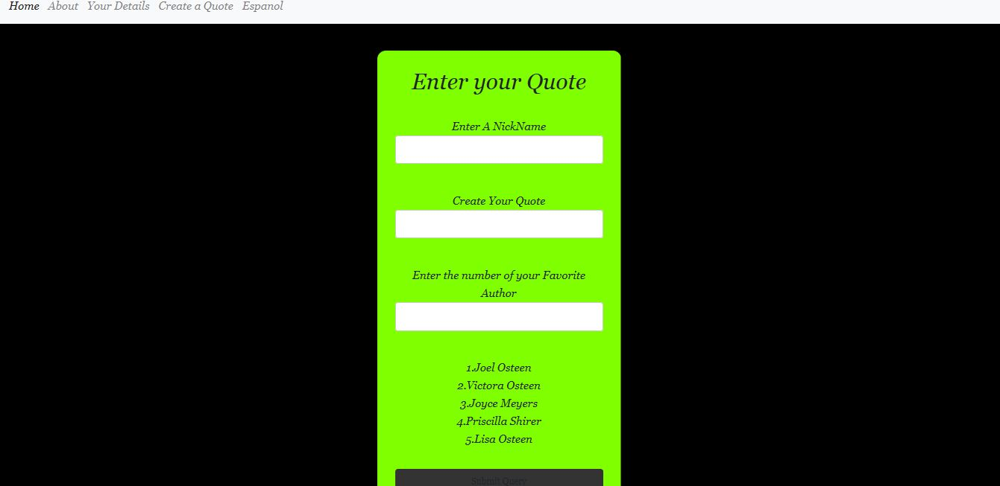 Home About Your Details Create a Quote Espanol
Enter your Quote
Enter A NickName
Create Your Quote
Enter the number of your Favorite
Author
1.Joel Osteen
2.Victora Osteen
3.Joyce Meyers
4.Priscilla Shirer
5.Lisa Osteen
Submit Query